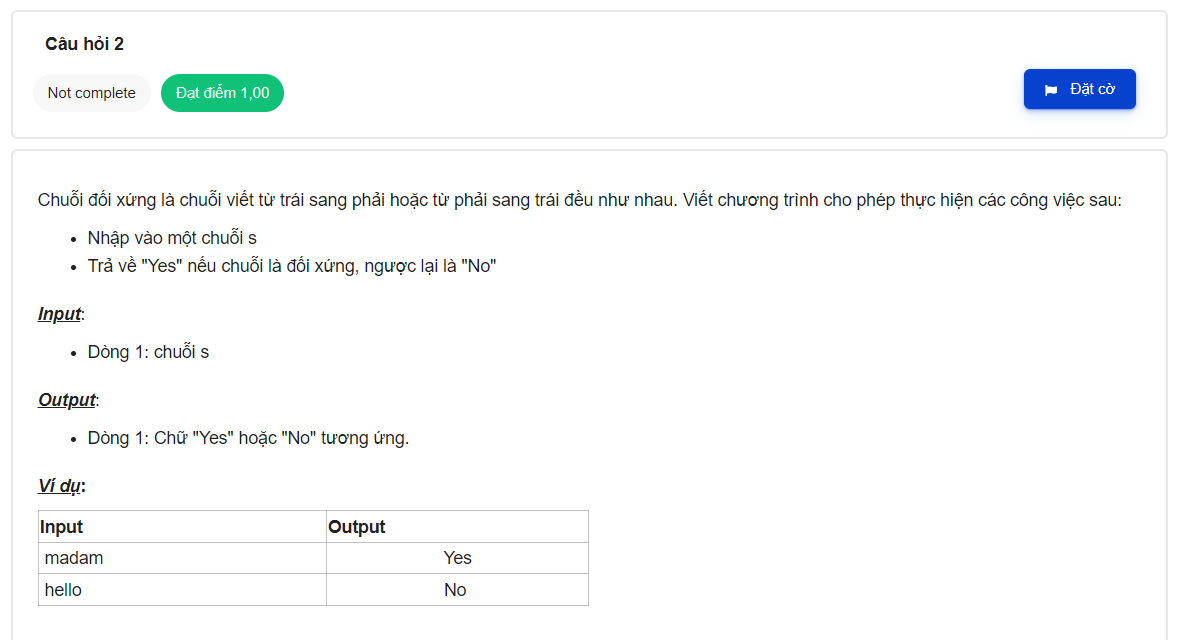 Câu hỏi 2
Not complete
Đạt điểm 1,00
Đặt cờ
Chuỗi đối xứng là chuỗi viết từ trái sang phải hoặc từ phải sang trái đều như nhau. Viết chương trình cho phép thực hiện các công việc sau:
Nhập vào một chuỗi s
Trả về "Yes" nếu chuỗi là đối xứng, ngược lại là "No"
Input:
Dòng 1: chuỗi s
Output:
Dòng 1: Chữ "Yes" hoặc "No" tương ứng.
Ví dụ:
Input Output
madam Yes
hello No